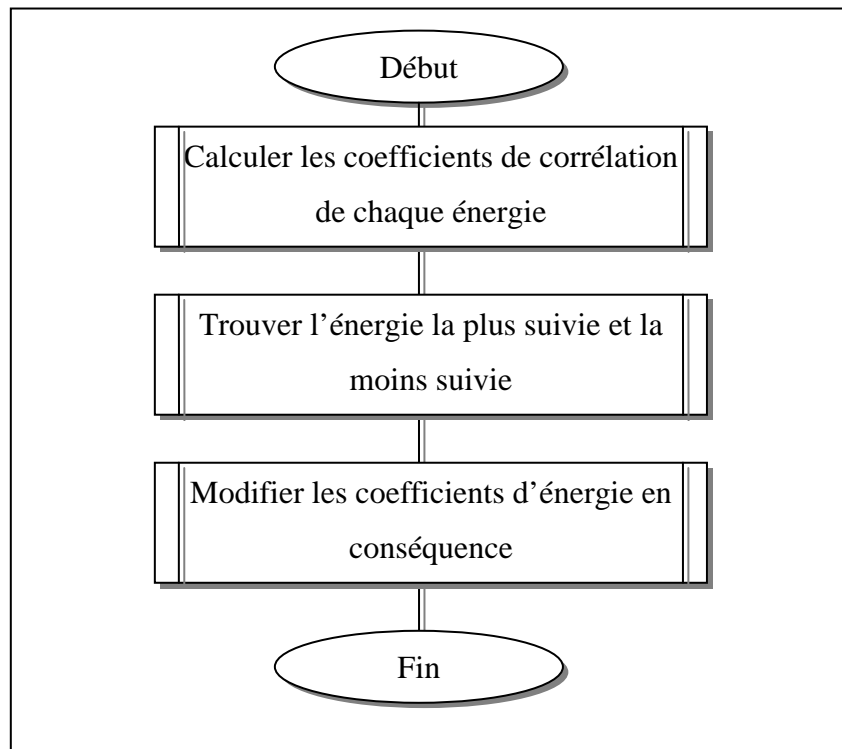 Début
Calculer les coefficients de corrélation
de chaque énergie
Trouver l’énergie la plus suivie et la
moins suivie
Modifier les coefficients d’énergie en
conséquence
Fin